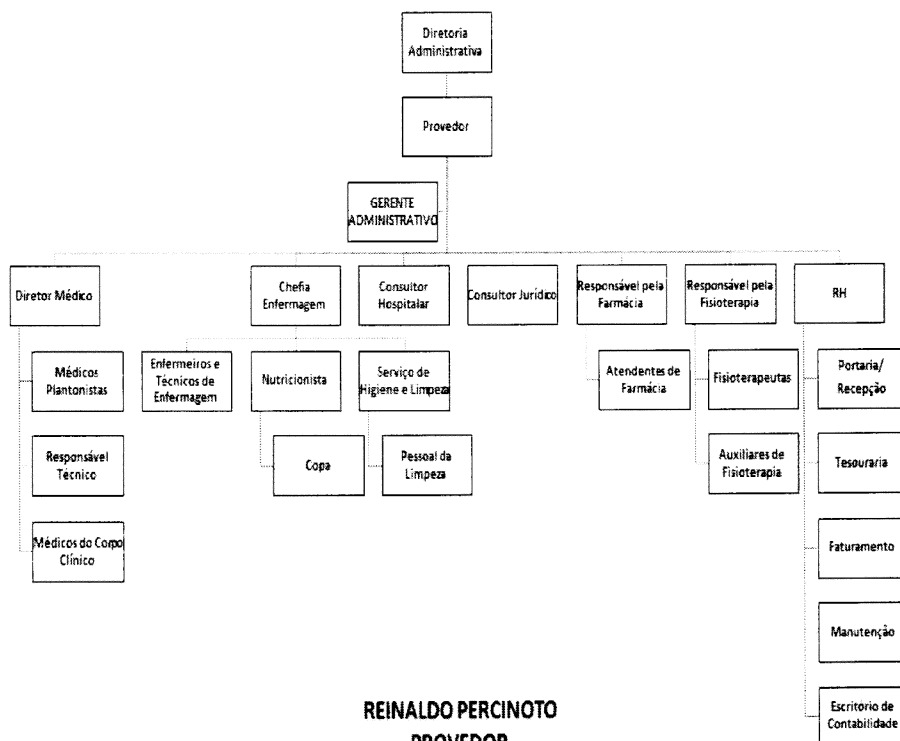 Diretoria
Administrativa
Provedor
GERENTE
ADMINISTRATIVO
Diretor Médico
Chefia
Enfermagem
Consultor
Hospitalar
Consultor Jurídico
Responsável pela
Farmácia
Responsável pela
Fisioterapia
RH
Médicos
Plantonistas
Enfermeiros e
Técnicos de
Enfermagem
Nutricionista
Serviço de
Higiene e Limpeza
Atendentes de
Farmácia
Fisioterapeutas
Portaria/
Recepção
Responsável
Técnico
Copa
Pessoal da
Limpeza
Auxiliares de
Fisioterapia
Tesouraria
Médicos do Corpo
Clínico
Faturamento
Manutenção
Escritorio de
Contabilidade
REINALDO PERCINOTO
PROVEDOR